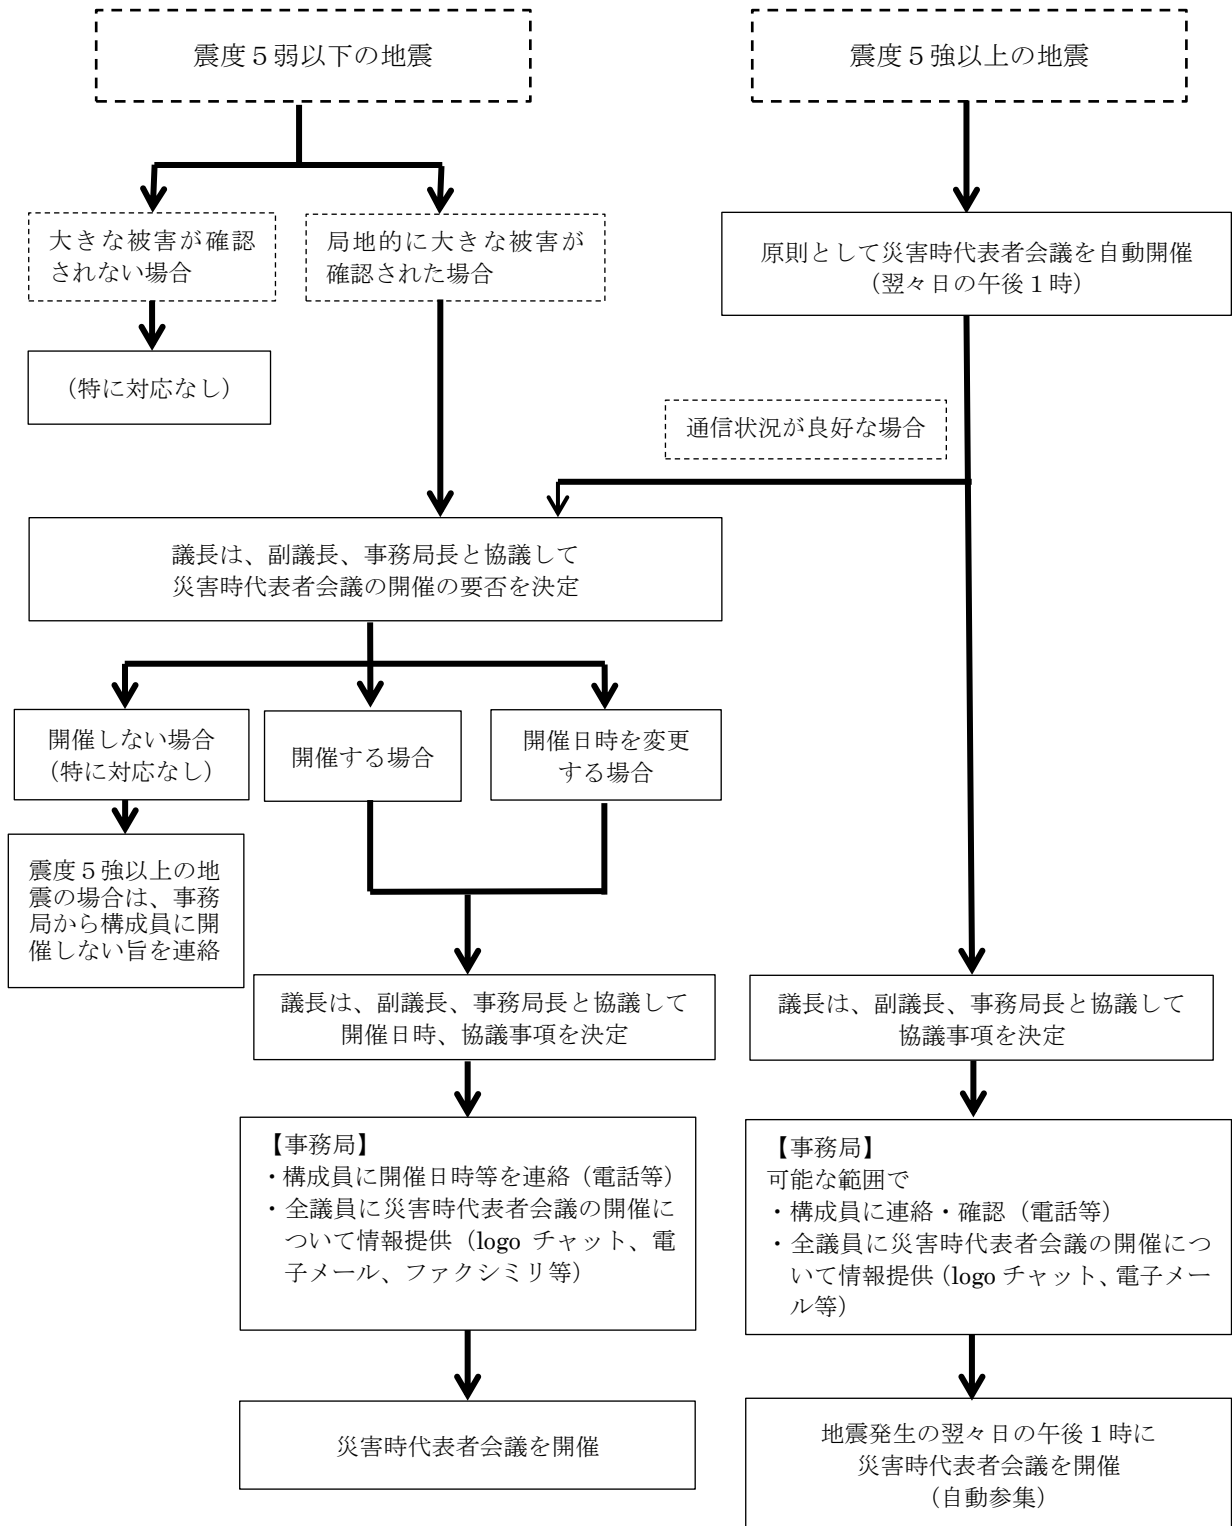 震度５弱以下の地震
震度５強以上の地震
大きな被害が確認
されない場合
局地的に大きな被害が
確認された場合
原則として災害時代表者会議を自動開催
（翌々日の午後１時）
（特に対応なし）
通信状況が良好な場合
議長は、副議長、事務局長と協議して
災害時代表者会議の開催の要否を決定
開催しない場合
（特に対応なし）
開催する場合
開催日時を変更
する場合
震度５強以上の地
震の場合は、事務
局から構成員に開
催しない旨を連絡
議長は、副議長、事務局長と協議して
開催日時、協議事項を決定
議長は、副議長、事務局長と協議して
協議事項を決定
【事務局】
・構成員に開催日時等を連絡（電話等）
・全議員に災害時代表者会議の開催に
ついて情報提供（logo チャット、電
子メール、ファクシミリ等）
【事務局】
可能な範囲で
・構成員に連絡・確認（電話等）
・全議員に災害時代表者会議の開催につ
いて情報提供（logo チャット、電子メー
ル等）
災害時代表者会議を開催
地震発生の翌々日の午後１時に
災害時代表者会議を開催
（自動参集）